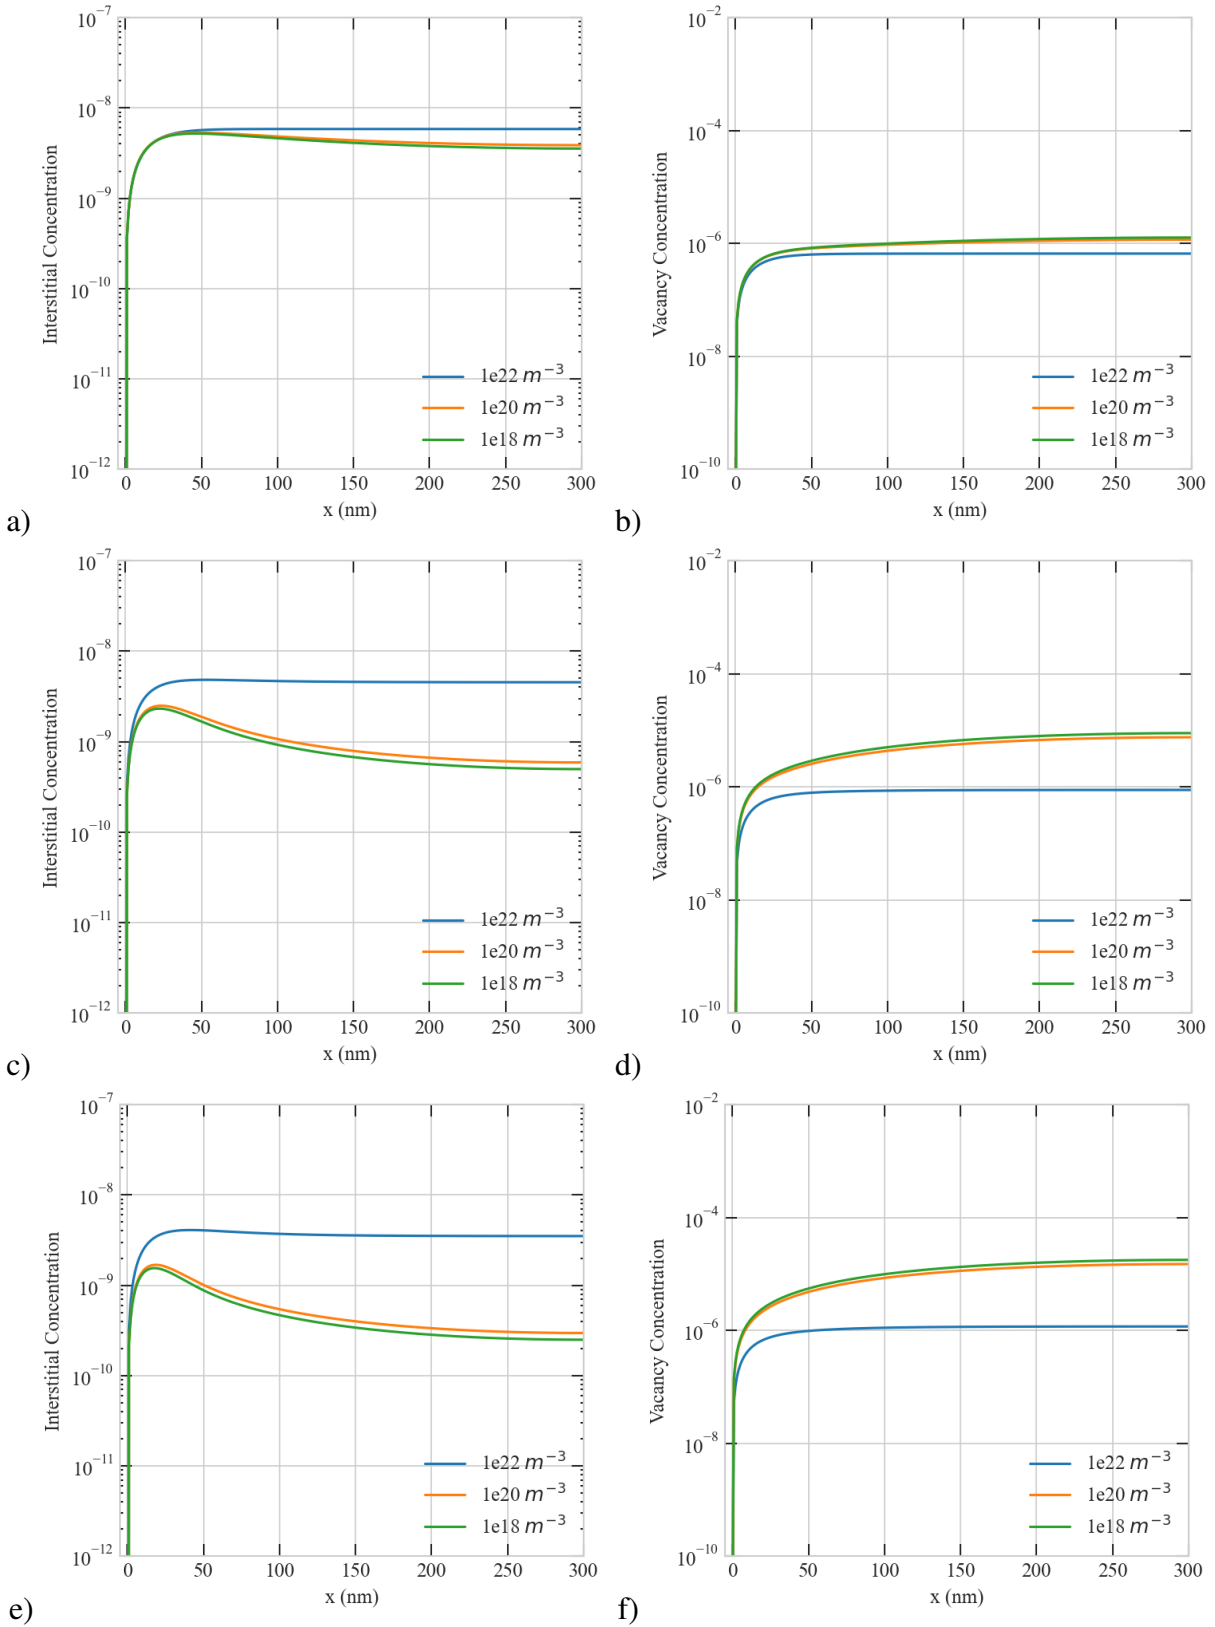 10^{-7}
10^{-8}
10^{-9}
10^{-10}
10^{-11}
10^{-12}
Interstitial Concentration
1e22 m^{-3}
1e20 m^{-3}
1e18 m^{-3}
0 50 100 150 200 250 300
x (nm)
a)
10^{-2}
10^{-4}
10^{-6}
10^{-8}
10^{-10}
Vacancy Concentration
1e22 m^{-3}
1e20 m^{-3}
1e18 m^{-3}
0 50 100 150 200 250 300
x (nm)
b)
10^{-7}
10^{-8}
10^{-9}
10^{-10}
10^{-11}
10^{-12}
Interstitial Concentration
1e22 m^{-3}
1e20 m^{-3}
1e18 m^{-3}
0 50 100 150 200 250 300
x (nm)
c)
10^{-2}
10^{-4}
10^{-6}
10^{-8}
10^{-10}
Vacancy Concentration
1e22 m^{-3}
1e20 m^{-3}
1e18 m^{-3}
0 50 100 150 200 250 300
x (nm)
d)
10^{-7}
10^{-8}
10^{-9}
10^{-10}
10^{-11}
10^{-12}
Interstitial Concentration
1e22 m^{-3}
1e20 m^{-3}
1e18 m^{-3}
0 50 100 150 200 250 300
x (nm)
e)
10^{-2}
10^{-4}
10^{-6}
10^{-8}
10^{-10}
Vacancy Concentration
1e22 m^{-3}
1e20 m^{-3}
1e18 m^{-3}
0 50 100 150 200 250 300
x (nm)
f)